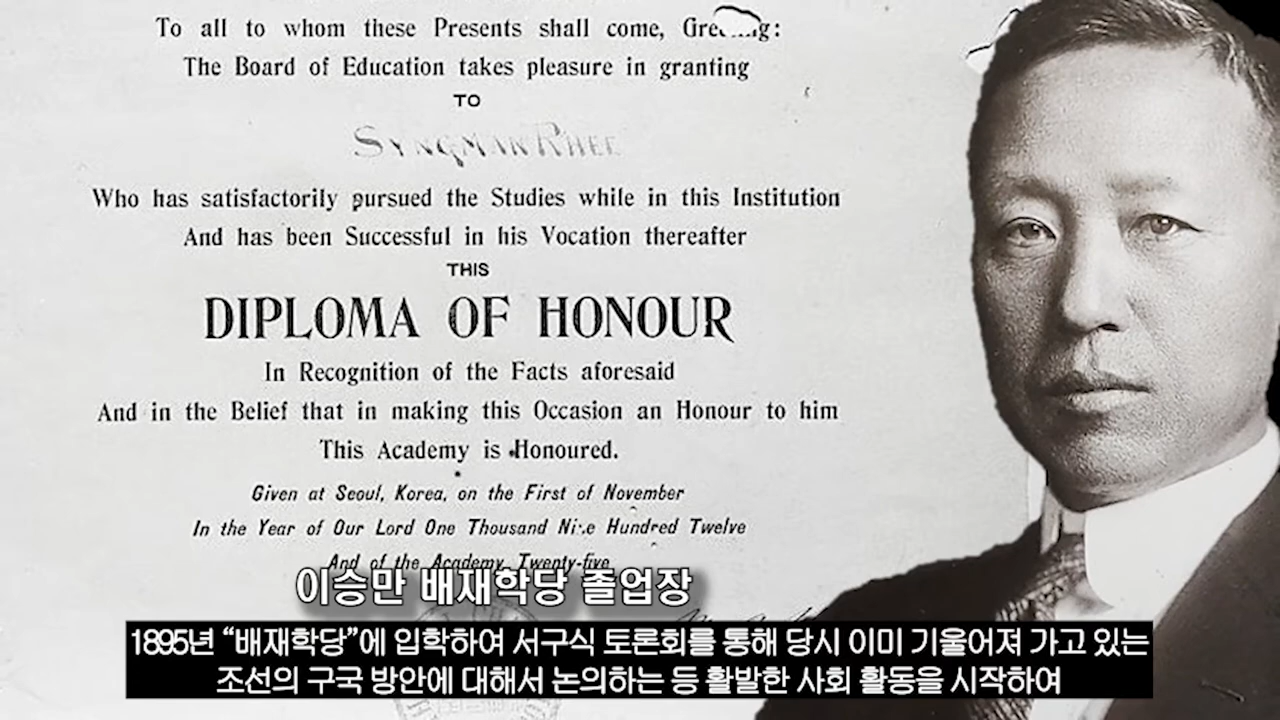 To all to whom these Presents shall come,
The Board of Education takes pleasure in granting
TO
SYNGMAN RHEE
Who has satisfactorily pursued the Studies while in this Institution
And has been Successful in his Vocation thereafter
THIS
DIPLOMA OF HONOUR
In Recognition of the Facts aforesaid
And in the Belief that in making this Occasion an Honour to him
This Academy is Honoured.
Given at Seoul, Korea, on the First of November
In the Year of Our Lord One Thousand Nine Hundred Twelve
And of the Academy Twenty-five
이승만 배재학당 졸업장
1895년 “배재학당”에 입학하여 서구식 토론회를 통해 당시 이미 기울어져 가고 있는
조선의 구국 방안에 대해서 논의하는 등 활발한 사회 활동을 시작하여